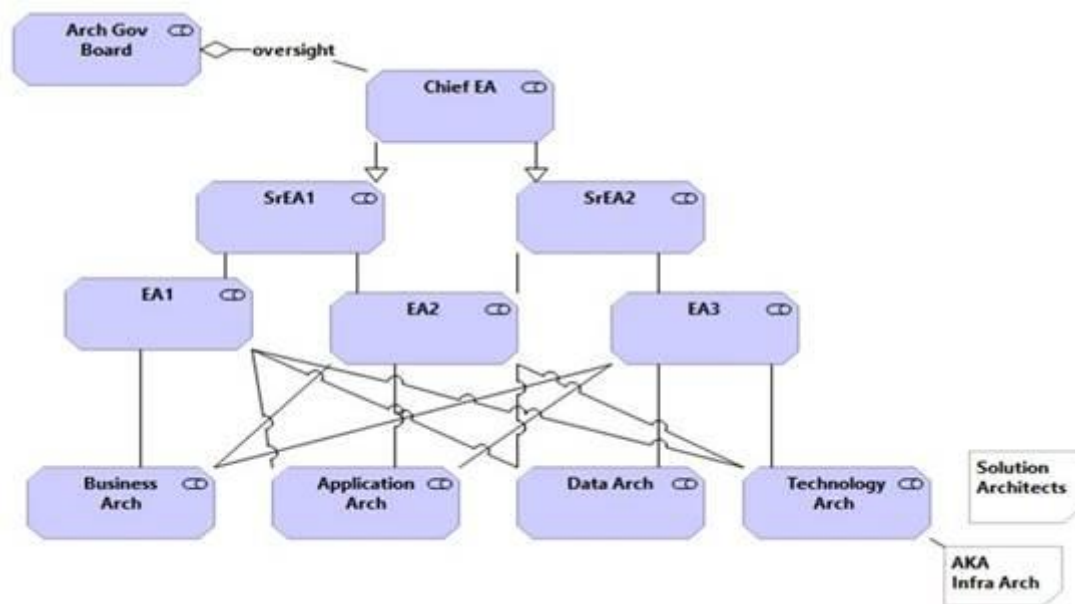 Arch Gov
Board
oversight
Chief EA
SrEA1
SrEA2
EA1
EA2
EA3
Business
Arch
Application
Arch
Data Arch
Technology
Arch
Solution
Architects
AKA
Infra Arch